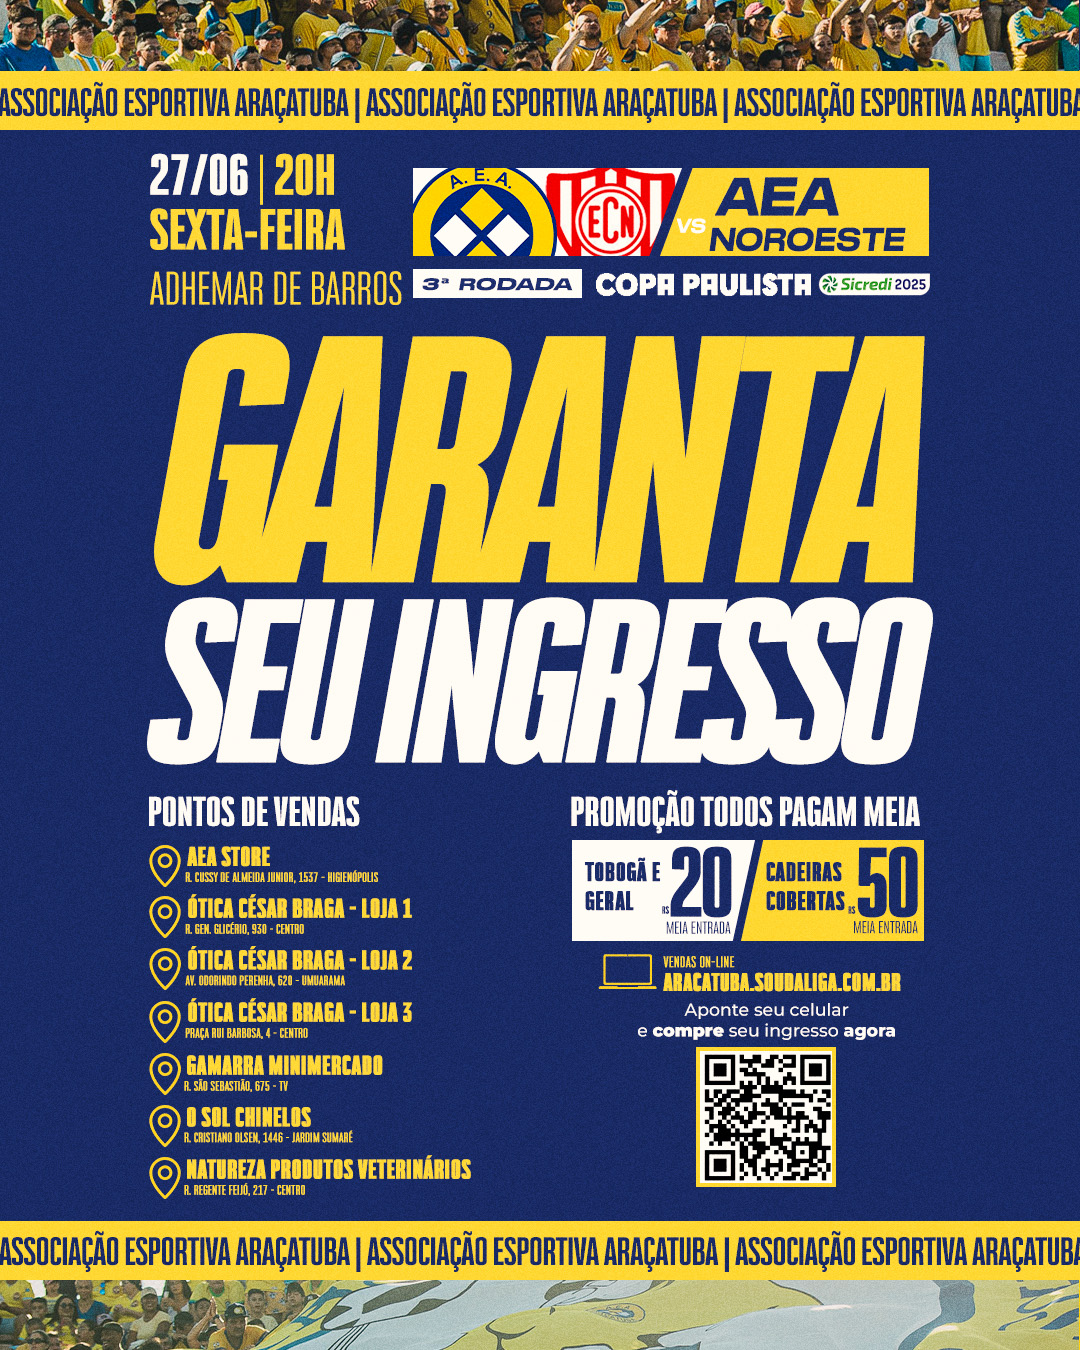 ASSOCIAÇÃO ESPORTIVA ARAÇATUBA | ASSOCIAÇÃO ESPORTIVA ARAÇATUBA | ASSOCIAÇÃO ESPORTIVA ARAÇATUBA
27/06 | 20H
SEXTA-FEIRA
ADHEMAR DE BARROS
A. E. A.
ECN
VS
AEA
NOROESTE
3ª RODADA
COPA PAULISTA Sicredi 2025
GARANTA
SEU INGRESSO
PONTOS DE VENDAS
AEA STORE
R. CUSSY DE ALMEIDA JUNIOR, 1537 - HIGIENÓPOLIS
ÓTICA CÉSAR BRAGA - LOJA 1
R. GEN. GLICÉRIO, 930 - CENTRO
ÓTICA CÉSAR BRAGA - LOJA 2
AV. ODORINDO PERENHA, 620 - UMUARAMA
ÓTICA CÉSAR BRAGA - LOJA 3
PRAÇA RUI BARBOSA, 4 - CENTRO
GAMARRA MINIMERCADO
R. SÃO SEBASTIÃO, 675 - TV
O SOL CHINELOS
R. CRISTIANO OLSEN, 1446 - JARDIM SUMARÉ
NATUREZA PRODUTOS VETERINÁRIOS
R. REGENTE FEIJÓ, 217 - CENTRO
PROMOÇÃO TODOS PAGAM MEIA
TOBOGÃ E
GERAL
R$ 20
MEIA ENTRADA
CADEIRAS
COBERTAS
R$ 50
MEIA ENTRADA
VENDAS ON-LINE
ARACATUBA.SOUDALIGA.COM.BR
Aponte seu celular
e compre seu ingresso agora
ASSOCIAÇÃO ESPORTIVA ARAÇATUBA | ASSOCIAÇÃO ESPORTIVA ARAÇATUBA | ASSOCIAÇÃO ESPORTIVA ARAÇATUBA